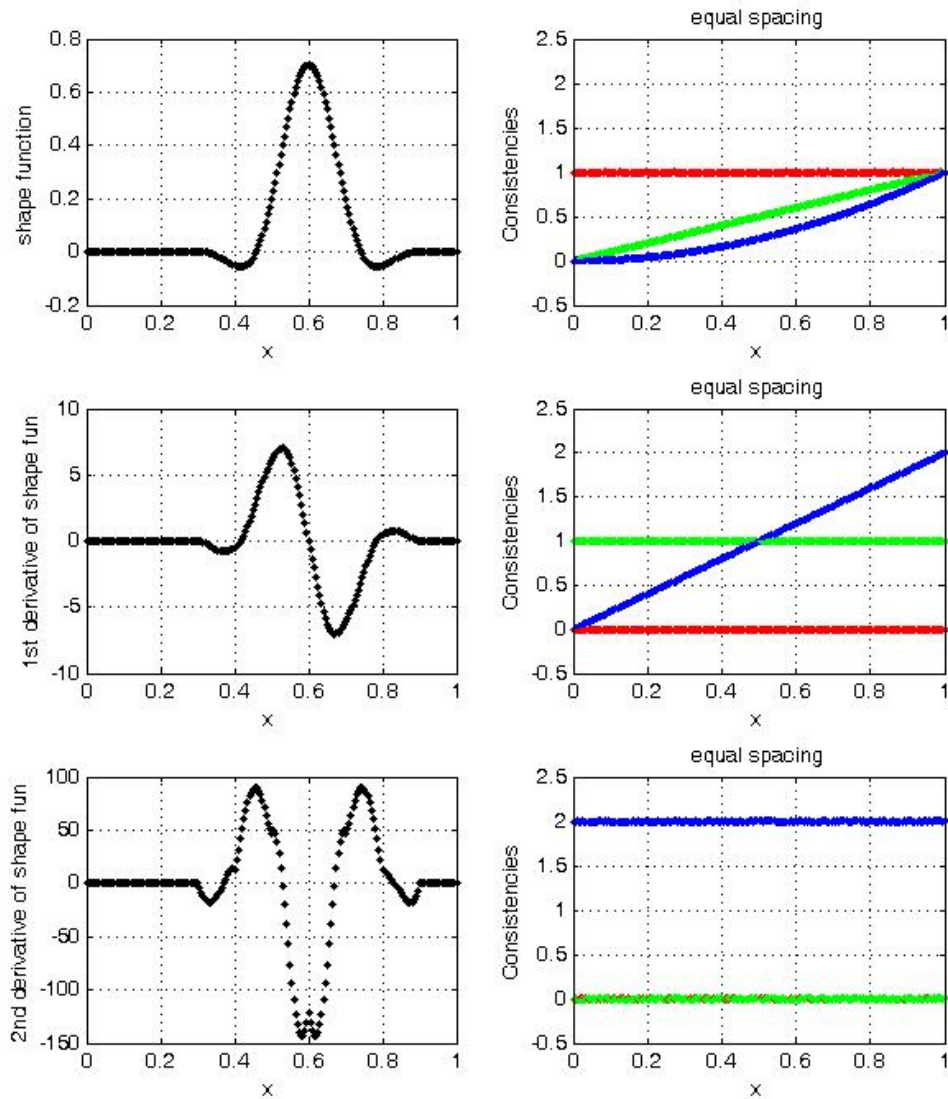 shape function
0.8
0.6
0.4
0.2
0
-0.2
0 0.2 0.4 0.6 0.8 1
x
equal spacing
Consistencies
2.5
2
1.5
1
0.5
0
-0.5
0 0.2 0.4 0.6 0.8 1
x
1st derivative of shape fun
10
5
0
-5
-10
0 0.2 0.4 0.6 0.8 1
x
equal spacing
Consistencies
2.5
2
1.5
1
0.5
0
-0.5
0 0.2 0.4 0.6 0.8 1
x
2nd derivative of shape fun
100
50
0
-50
-100
-150
0 0.2 0.4 0.6 0.8 1
x
equal spacing
Consistencies
2.5
2
1.5
1
0.5
0
-0.5
0 0.2 0.4 0.6 0.8 1
x